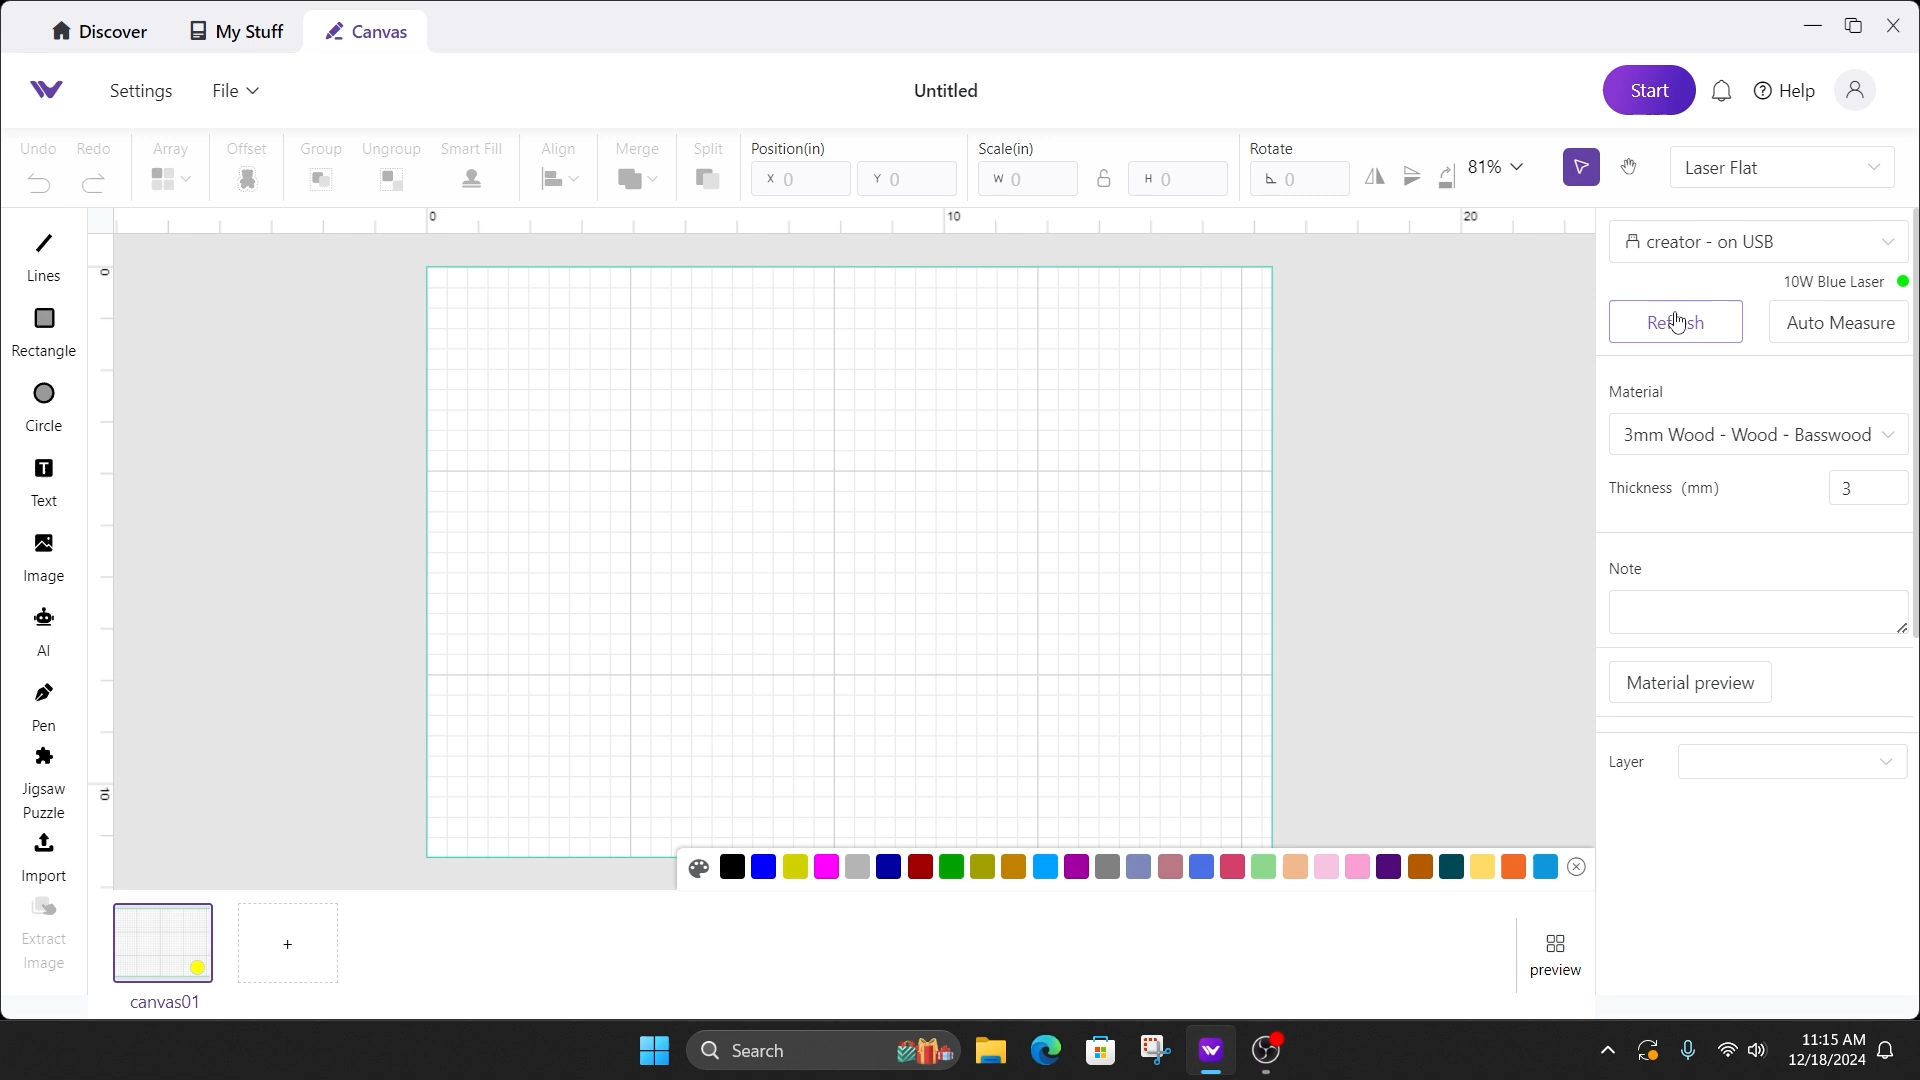 Discover My Stuff Canvas
Settings File Untitled Start Help
Undo Redo Array Offset Group Ungroup Smart Fill Align Merge Split Position(in) Scale(in) Rotate
X 0 Y 0 W 0 H 0 0 81% Laser Flat
0 10 20
0
10
Lines
Rectangle
Circle
Text
Image
AI
Pen
Jigsaw
Puzzle
Import
Extract
Image
creator - on USB
10W Blue Laser
Refresh Auto Measure
Material
3mm Wood - Wood - Basswood
Thickness (mm) 3
Note
Material preview
Layer
+
canvas01
preview
Search
11:15 AM
12/18/2024